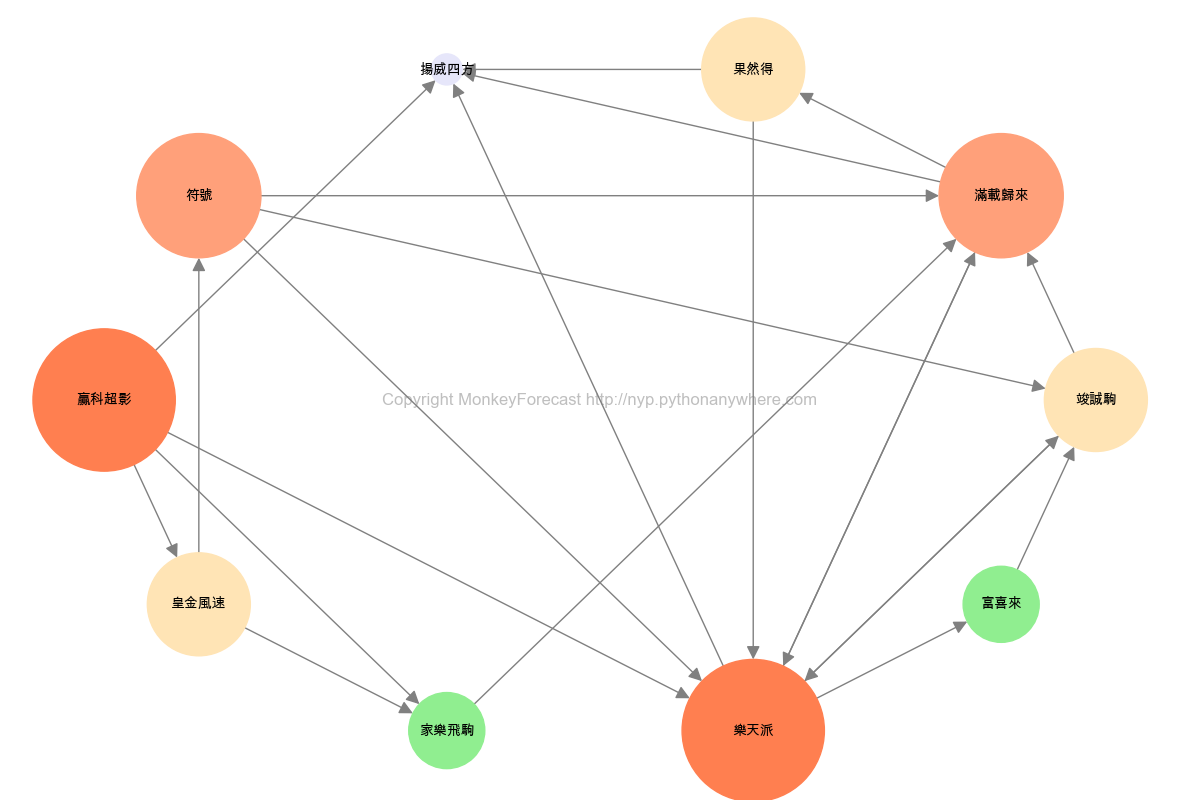 揚威四方
果然得
符號
滿載歸來
贏科超影
Copyright MonkeyForecast http://nyp.pythonanywhere.com
竣誠駒
皇金風速
富喜來
家樂飛駒
樂天派